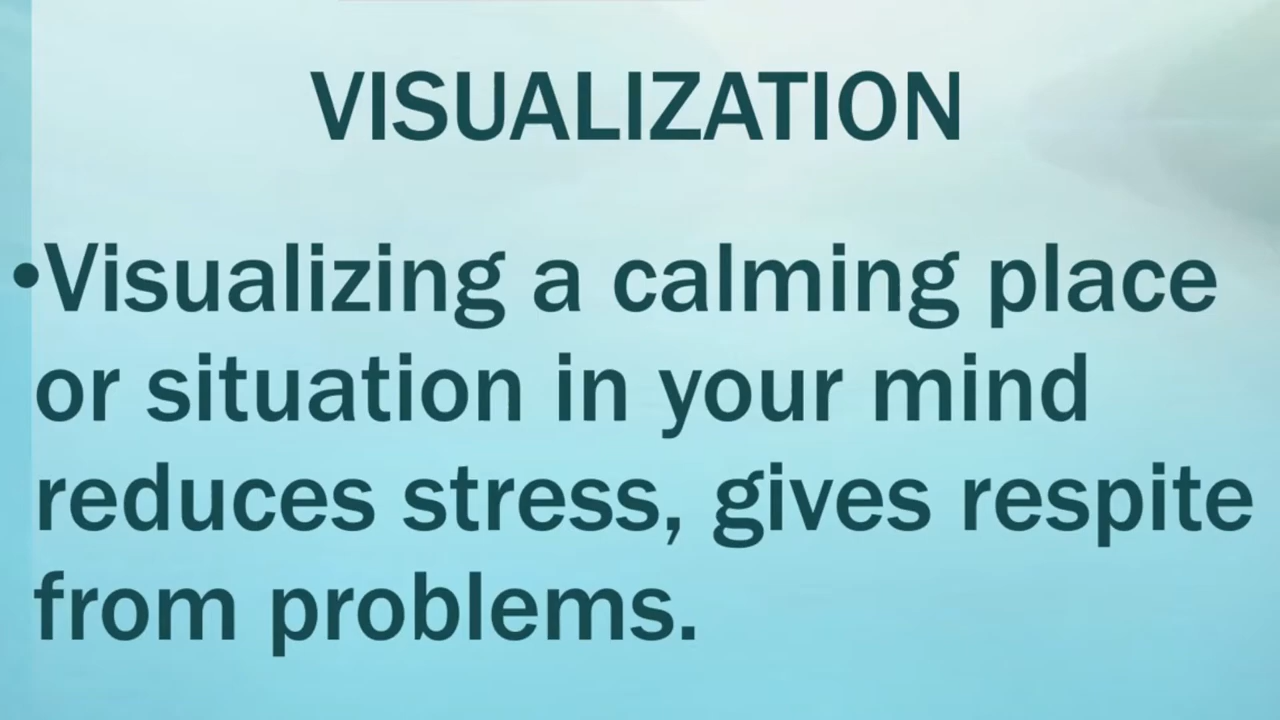 VISUALIZATION
•Visualizing a calming place
or situation in your mind
reduces stress, gives respite
from problems.